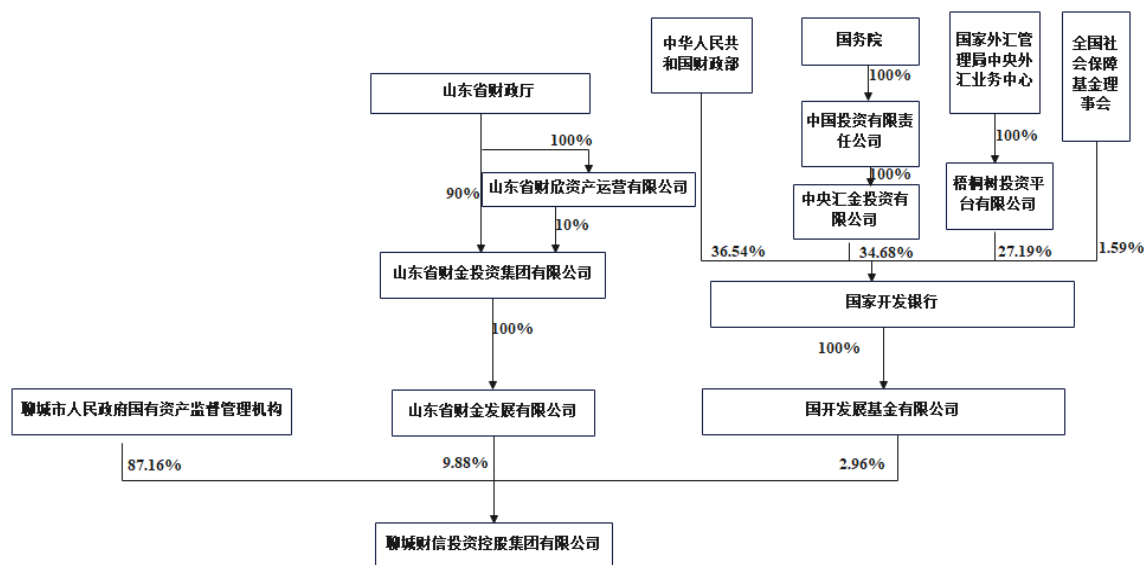 中华人民共
和国财政部
国务院
国家外汇管
理局中央外
汇业务中心
全国社
会保障
基金理
事会
山东省财政厅
100%
中国投资有限责
任公司
100%
100%
100%
山东省财欣资产运营有限公司
中央汇金投资有
限公司
梧桐树投资平
台有限公司
90%
10%
36.54%
34.68%
27.19%
1.59%
山东省财金投资集团有限公司
国家开发银行
100%
100%
聊城市人民政府国有资产监督管理机构
山东省财金发展有限公司
国开发展基金有限公司
87.16%
9.88%
2.96%
聊城财信投资控股集团有限公司